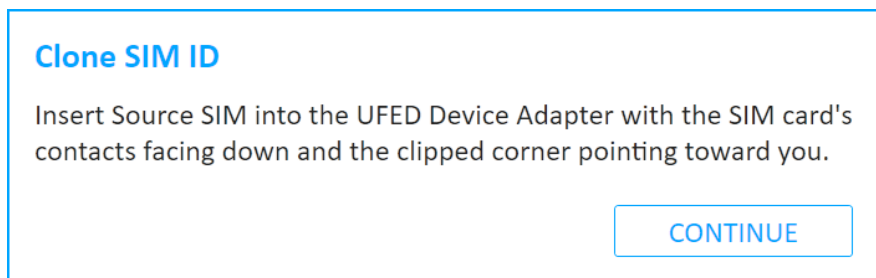 Clone SIM ID
Insert Source SIM into the UFED Device Adapter with the SIM card's
contacts facing down and the clipped corner pointing toward you.
CONTINUE